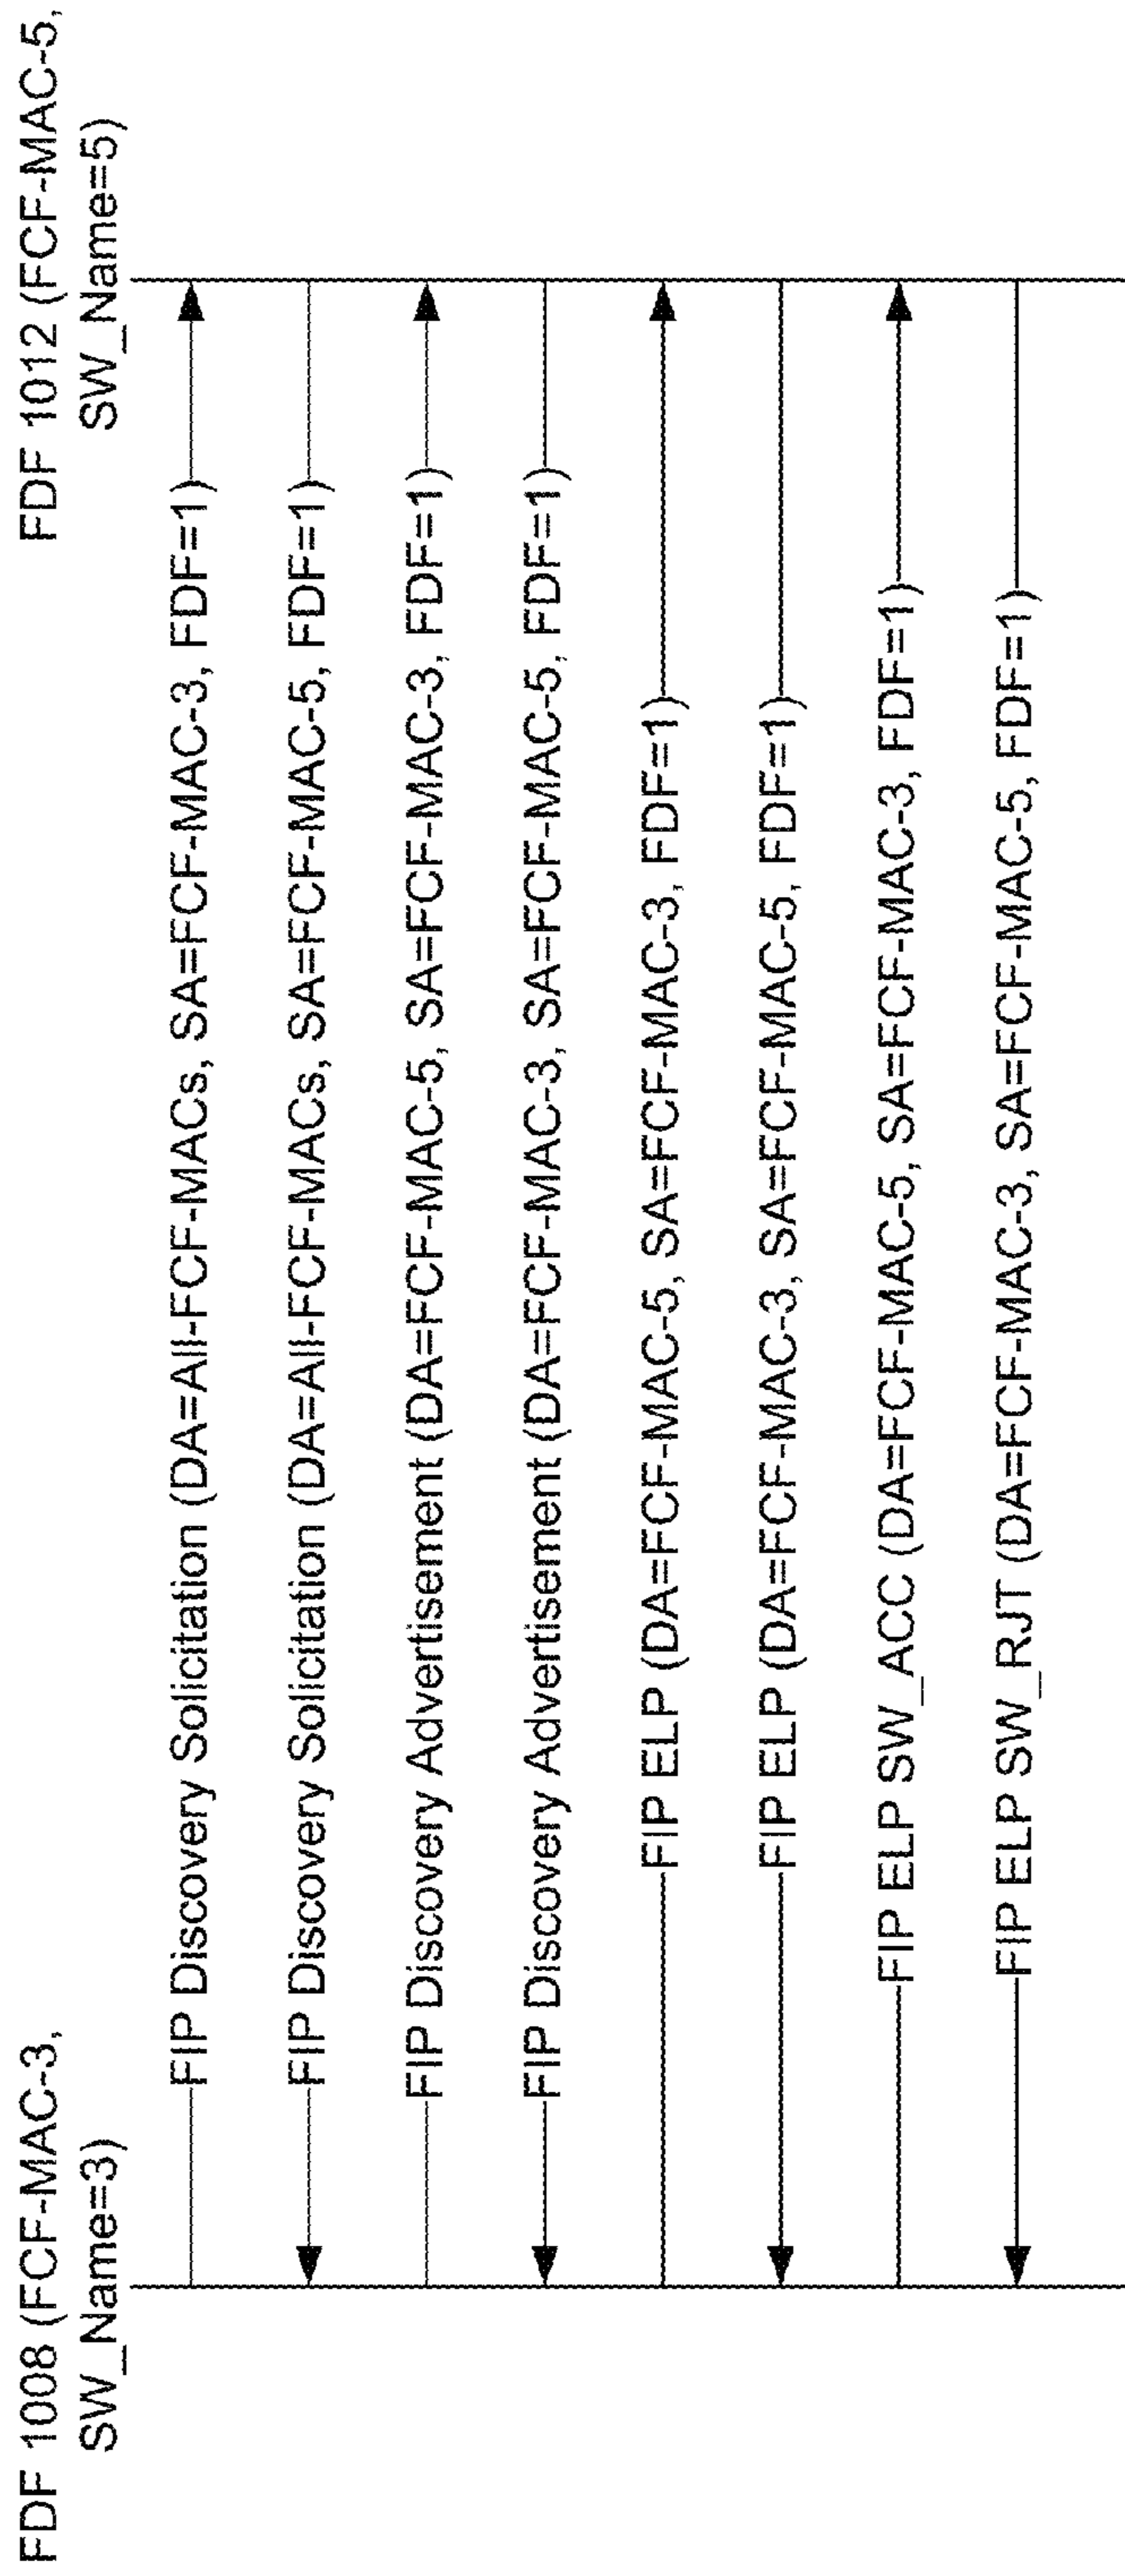 FDF 1008 (FCF-MAC-3,
SW_Name=3)
FDF 1012 (FCF-MAC-5,
SW_Name=5)
FIP Discovery Solicitation (DA=All-FCF-MACs, SA=FCF-MAC-3, FDF=1)
FIP Discovery Solicitation (DA=All-FCF-MACs, SA=FCF-MAC-5, FDF=1)
FIP Discovery Advertisement (DA=FCF-MAC-5, SA=FCF-MAC-3, FDF=1)
FIP Discovery Advertisement (DA=FCF-MAC-3, SA=FCF-MAC-5, FDF=1)
FIP ELP (DA=FCF-MAC-5, SA=FCF-MAC-3, FDF=1)
FIP ELP (DA=FCF-MAC-3, SA=FCF-MAC-5, FDF=1)
FIP ELP SW_ACC (DA=FCF-MAC-5, SA=FCF-MAC-3, FDF=1)
FIP ELP SW_RJT (DA=FCF-MAC-3, SA=FCF-MAC-5, FDF=1)